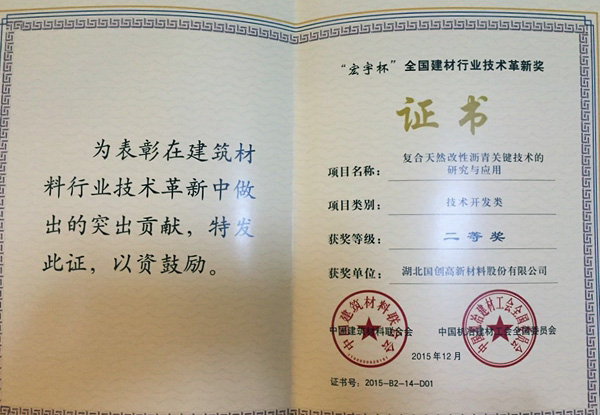 为表彰在建筑材
料行业技术革新中做
出的突出贡献，特发
此证，以资鼓励。
“宏宇杯”全国建材行业技术革新奖
证书
项目名称：
复合天然改性沥青关键技术的
研究与应用
项目类别：技术开发类
获奖等级：二等奖
获奖单位：湖北国创高新材料股份有限公司
中国建筑材料联合会
中国机冶建材工会全国委员会
2015年12月
证书号：2015-B2-14-D01